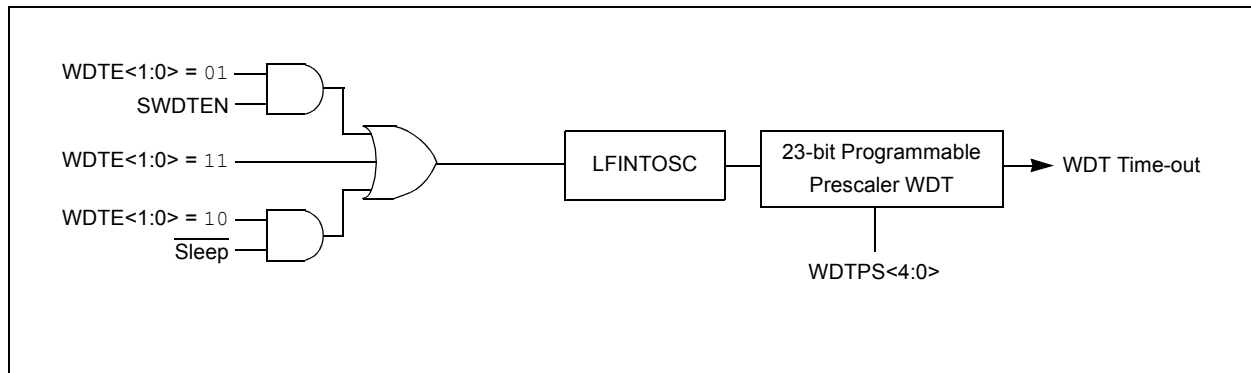 WDTE<1:0> = 01
SWDTEN
WDTE<1:0> = 11
WDTE<1:0> = 10
Sleep
LFINTOSC
23-bit Programmable
Prescaler WDT
WDT Time-out
WDTPS<4:0>